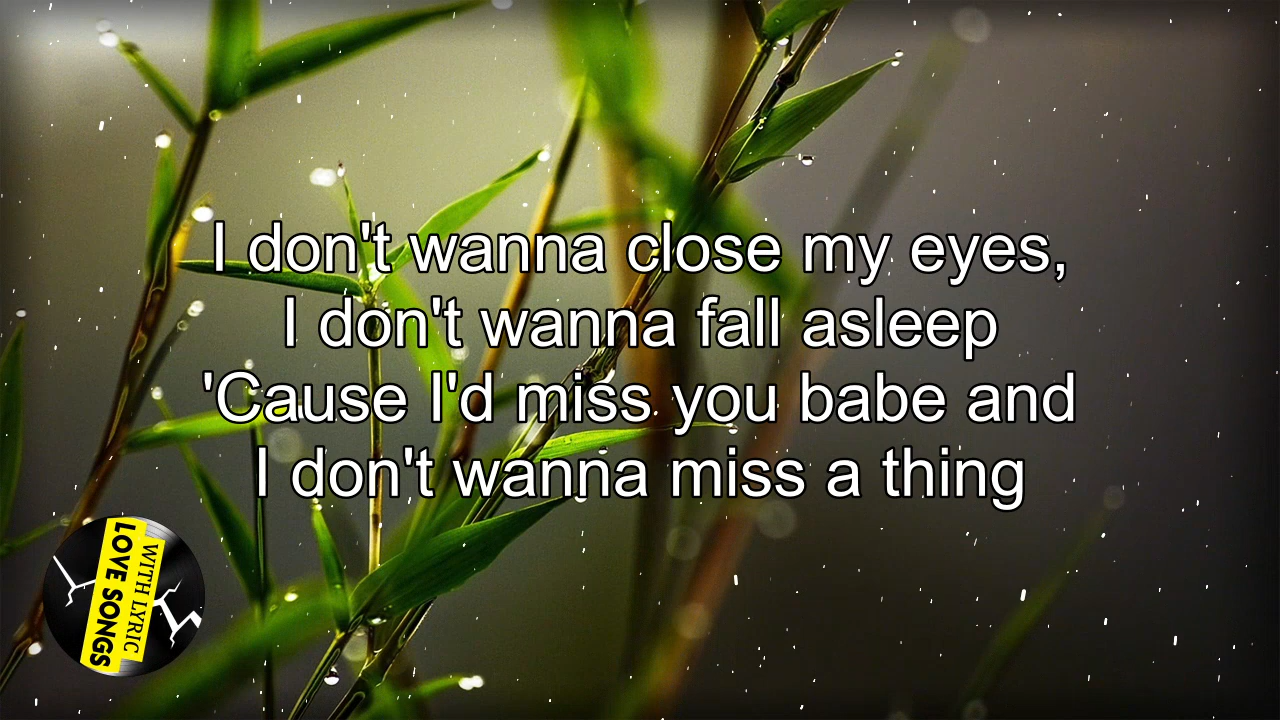 I don't wanna close my eyes,
I don't wanna fall asleep
'Cause I'd miss you babe and
I don't wanna miss a thing
WITH LYRIC
LOVE SONGS